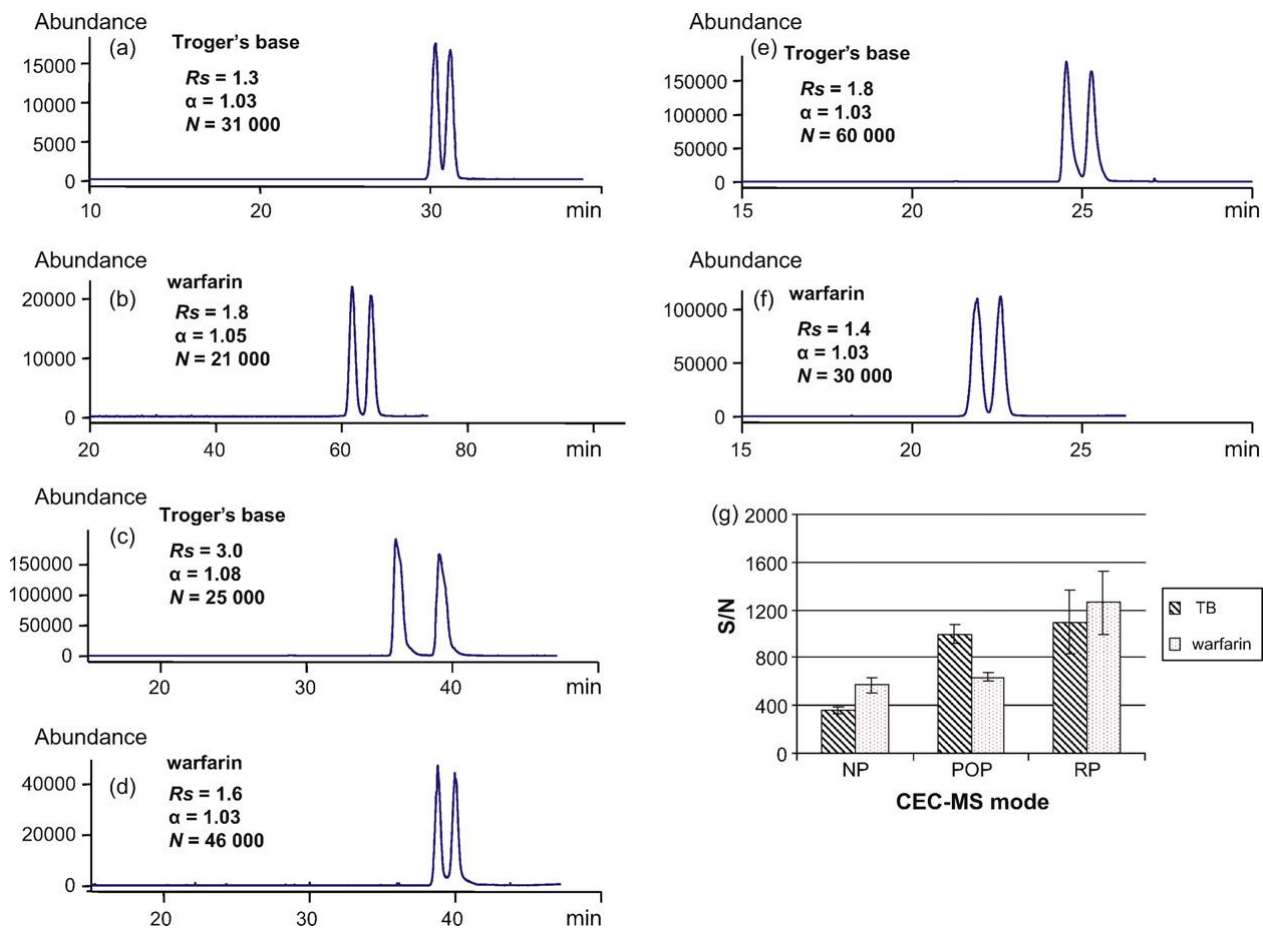 Abundance
(a)
Troger's base
Rs = 1.3
α = 1.03
N = 31 000
15000
10000
5000
0
10 20 30 min
Abundance
(b)
warfarin
Rs = 1.8
α = 1.05
N = 21 000
20000
10000
0
20 40 60 80 min
Abundance
(c)
Troger's base
Rs = 3.0
α = 1.08
N = 25 000
150000
100000
50000
0
20 30 40 min
Abundance
(d)
warfarin
Rs = 1.6
α = 1.03
N = 46 000
40000
20000
0
20 30 40 min
Abundance
(e)
Troger's base
Rs = 1.8
α = 1.03
N = 60 000
150000
100000
50000
0
15 20 25 min
Abundance
(f)
warfarin
Rs = 1.4
α = 1.03
N = 30 000
100000
50000
0
15 20 25 min
(g)
S/N
2000
1600
1200
800
400
0
NP POP RP
CEC-MS mode
TB
warfarin